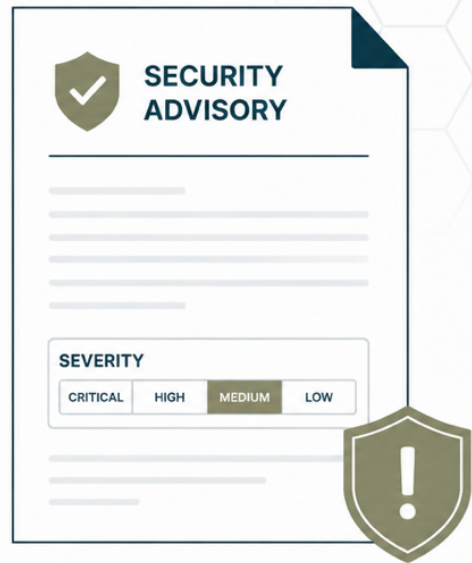 SECURITY
ADVISORY
SEVERITY
CRITICAL HIGH MEDIUM LOW